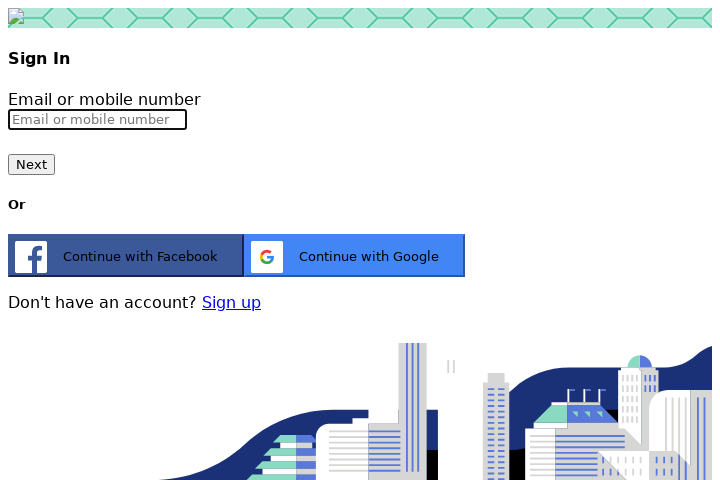 Sign In
Email or mobile number
Email or mobile number
Next
Or
Continue with Facebook
Continue with Google
Don't have an account? Sign up